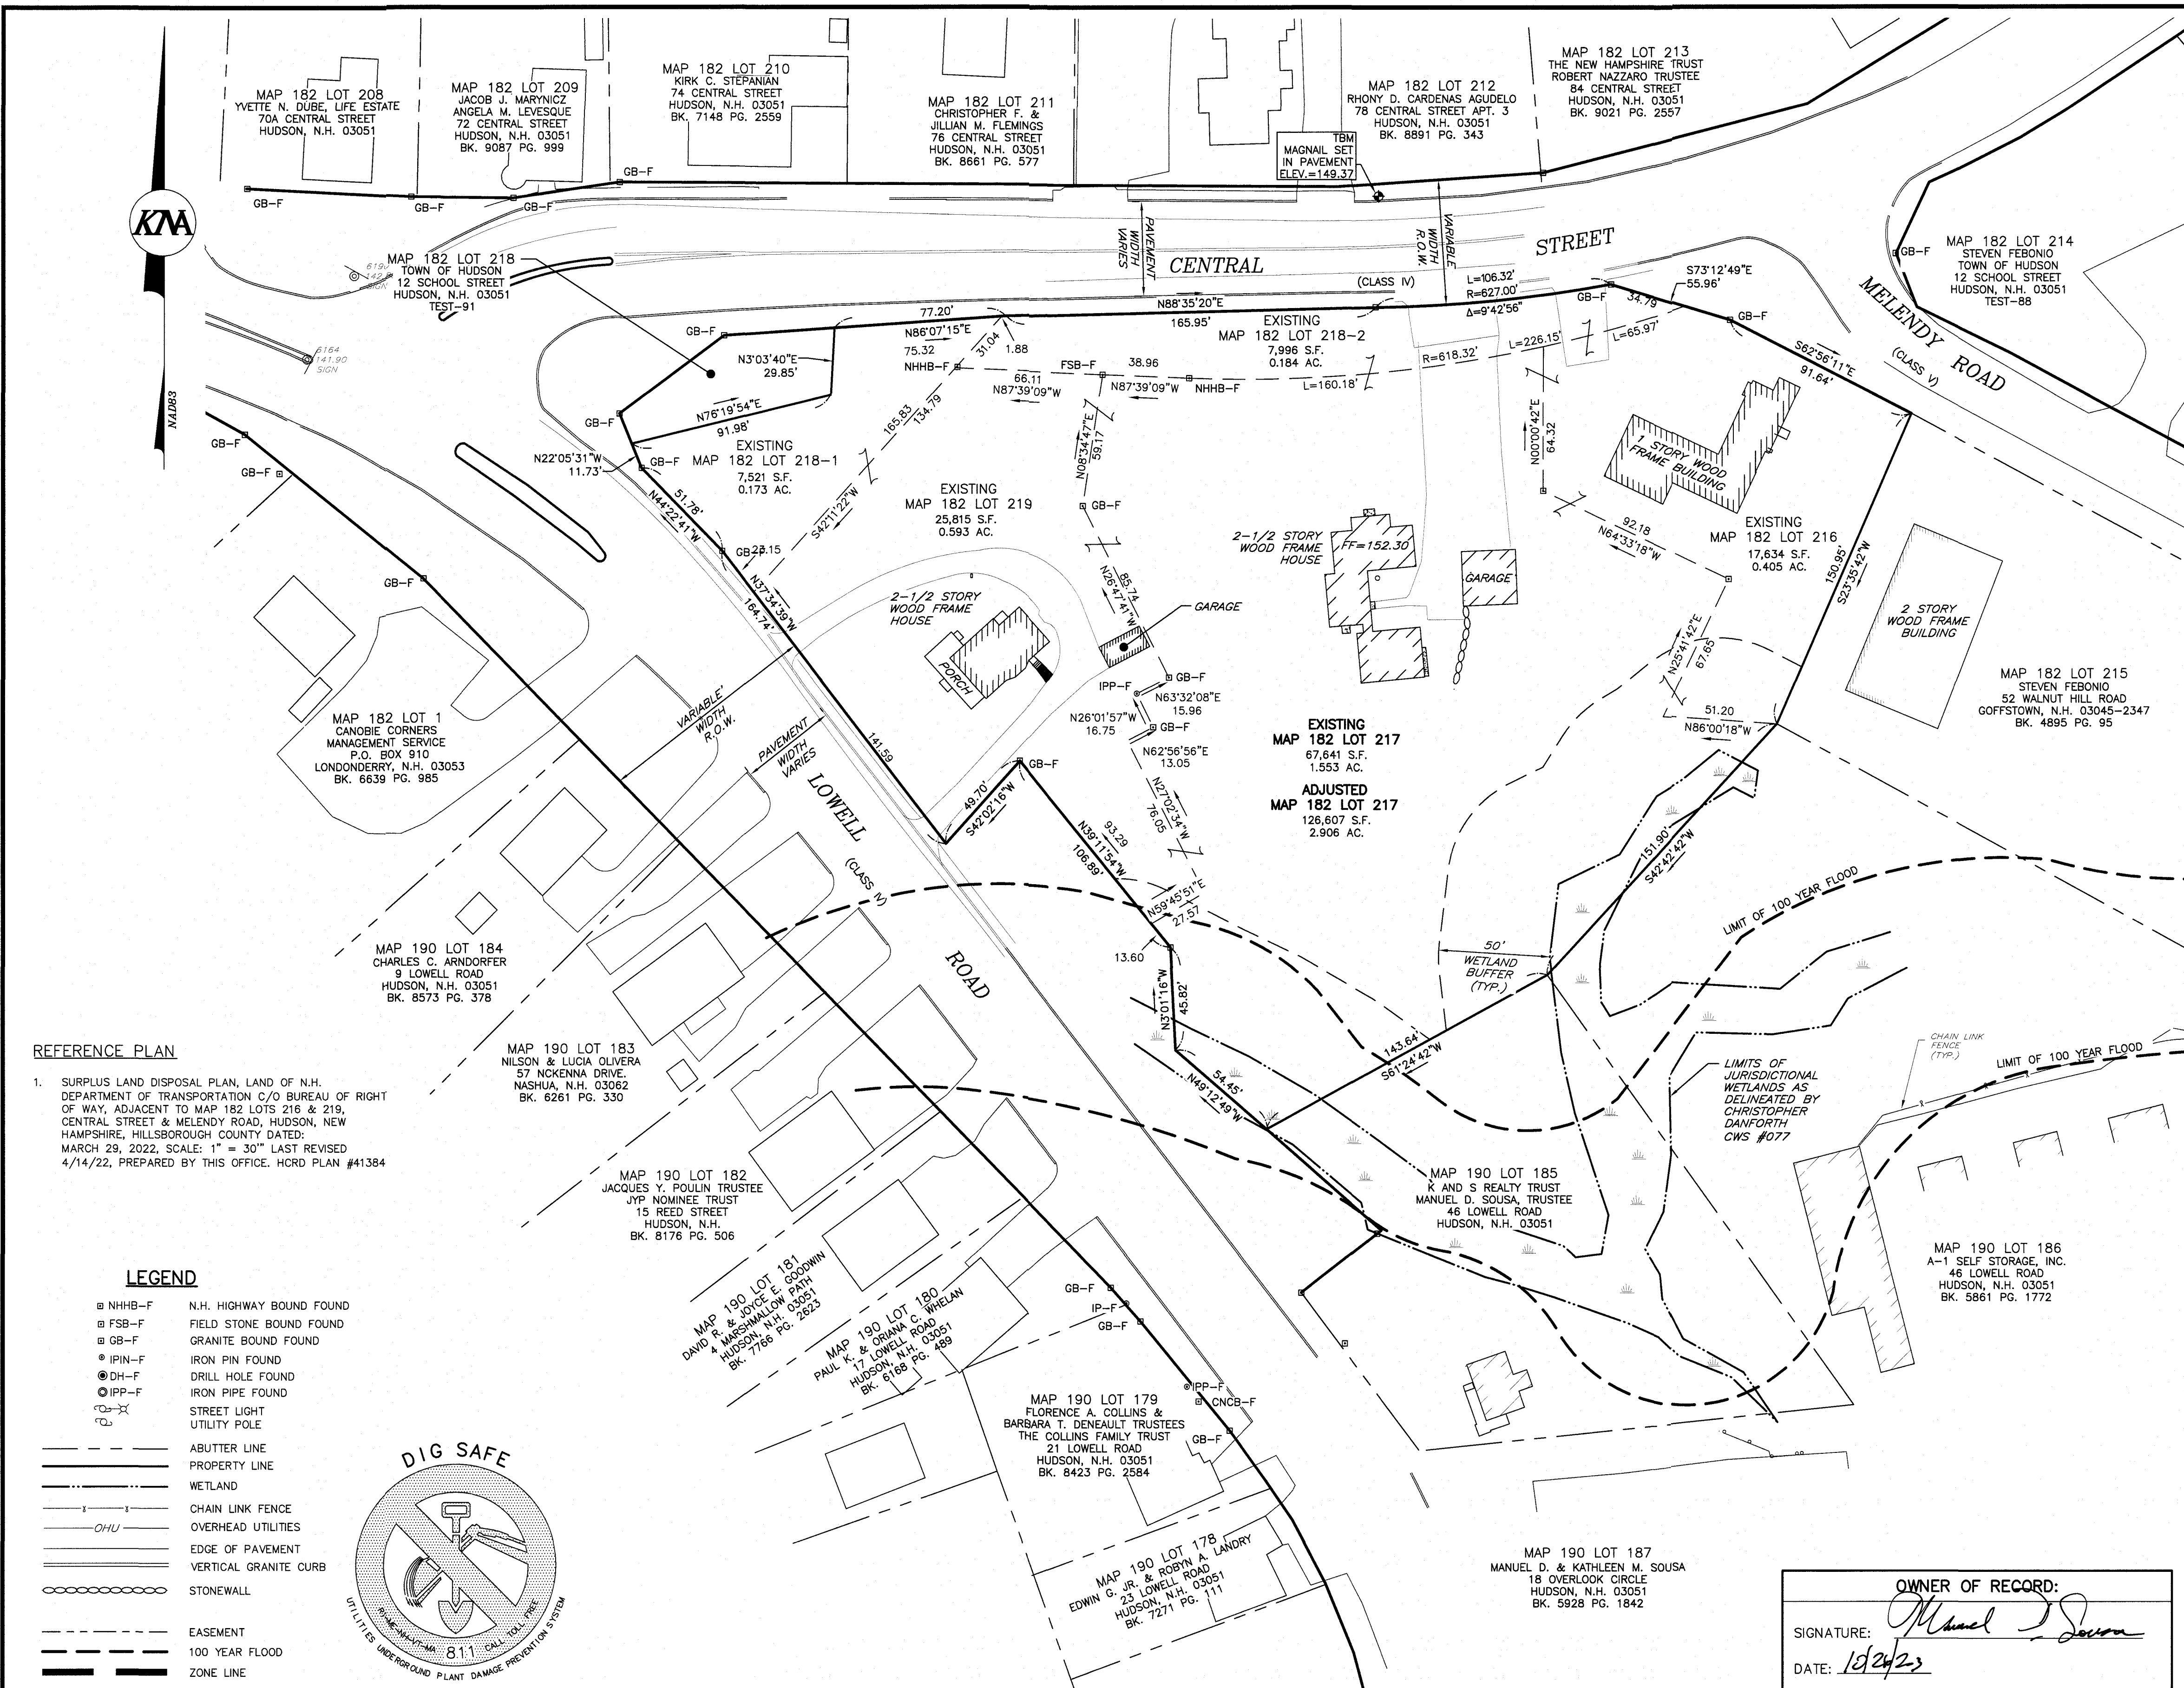 MAP 182 LOT 208
YVETTE N. DUBE, LIFE ESTATE
70A CENTRAL STREET
HUDSON, N.H. 03051
MAP 182 LOT 209
JACOB J. MARYNICZ
ANGELA M. LEVESQUE
72 CENTRAL STREET
HUDSON, N.H. 03051
BK. 9087 PG. 999
MAP 182 LOT 210
KIRK C. STEPANIAN
74 CENTRAL STREET
HUDSON, N.H. 03051
BK. 7148 PG. 2559
MAP 182 LOT 211
CHRISTOPHER F. &
JILLIAN M. FLEMINGS
76 CENTRAL STREET
HUDSON, N.H. 03051
BK. 8661 PG. 577
MAP 182 LOT 212
RHONY D. CARDENAS AGUDELO
78 CENTRAL STREET APT. 3
HUDSON, N.H. 03051
BK. 8891 PG. 343
MAP 182 LOT 213
THE NEW HAMPSHIRE TRUST
ROBERT NAZZARO TRUSTEE
84 CENTRAL STREET
HUDSON, N.H. 03051
BK. 9021 PG. 2557
TBM
MAGNAIL SET
IN PAVEMENT
ELEV.=149.37
GB-F
GB-F
GB-F
GB-F
KNA
NAD83
MAP 182 LOT 218
TOWN OF HUDSON
12 SCHOOL STREET
HUDSON, N.H. 03051
TEST-91
SIGN
6164
141.90
SIGN
PAVEMENT
WIDTH
VARIES
VARIABLE
WIDTH
R.O.W.
CENTRAL STREET
(CLASS IV)
L=106.32'
R=627.00'
Δ=9°42'56"
GB-F
S73°12'49"E
55.96'
34.79
GB-F
GB-F
MAP 182 LOT 214
STEVEN FEBONIO
TOWN OF HUDSON
12 SCHOOL STREET
HUDSON, N.H. 03051
TEST-88
MELENDY ROAD
(CLASS V)
S62°56'11"E
91.64'
77.20'
N86°07'15"E
75.32
31.04
1.88
N88°35'20"E
165.95'
EXISTING
MAP 182 LOT 218-2
7,996 S.F.
0.184 AC.
R=618.32'
L=226.15'
L=65.97'
L=160.18'
GB-F
N3°03'40"E
29.85'
NHHB-F
66.11
N87°39'09"W
FSB-F
38.96
N87°39'09"W
NHHB-F
GB-F
N76°19'54"E
91.98'
N22°05'31"W
11.73'
GB-F
EXISTING
MAP 182 LOT 218-1
7,521 S.F.
0.173 AC.
165.83
134.79
S42°11'22"W
N08°34'47"E
59.17
N00°00'42"E
64.32
1 STORY WOOD
FRAME BUILDING
GB-F
GB-F
GB-F
51.78'
N44°22'41"W
GB-F
23.15
EXISTING
MAP 182 LOT 219
25,815 S.F.
0.593 AC.
GB-F
2-1/2 STORY
WOOD FRAME
HOUSE
FF=152.30
GARAGE
92.18
N64°33'18"W
EXISTING
MAP 182 LOT 216
17,634 S.F.
0.405 AC.
150.95'
S23°35'42"W
2 STORY
WOOD FRAME
BUILDING
N37°34'39"W
164.74'
2-1/2 STORY
WOOD FRAME
HOUSE
PORCH
85.74
N26°47'41"W
GARAGE
IPP-F
GB-F
N63°32'08"E
15.96
N26°01'57"W
16.75
GB-F
N62°56'56"E
13.05
N25°41'42"E
67.65
51.20
N86°00'18"W
MAP 182 LOT 215
STEVEN FEBONIO
52 WALNUT HILL ROAD
GOFFSTOWN, N.H. 03045-2347
BK. 4895 PG. 95
MAP 182 LOT 1
CANOBIE CORNERS
MANAGEMENT SERVICE
P.O. BOX 910
LONDONDERRY, N.H. 03053
BK. 6639 PG. 985
VARIABLE'
WIDTH
R.O.W.
PAVEMENT
WIDTH
VARIES
141.59
LOWELL ROAD
(CLASS IV)
GB-F
49.70'
S42°02'16"W
EXISTING
MAP 182 LOT 217
67,641 S.F.
1.553 AC.
ADJUSTED
MAP 182 LOT 217
126,607 S.F.
2.906 AC.
N27°02'34"W
76.05
93.29
N39°11'54"W
106.89'
N59°45'51"E
27.57
13.60
N3°01'16"W
45.82'
151.90'
S42°42'42"W
LIMIT OF 100 YEAR FLOOD
50'
WETLAND
BUFFER
(TYP.)
143.64'
S61°24'42"W
54.45'
N49°12'49"W
MAP 190 LOT 184
CHARLES C. ARNDORFER
9 LOWELL ROAD
HUDSON, N.H. 03051
BK. 8573 PG. 378
CHAIN LINK
FENCE
(TYP.)
LIMIT OF 100 YEAR FLOOD
LIMITS OF
JURISDICTIONAL
WETLANDS AS
DELINEATED BY
CHRISTOPHER
DANFORTH
CWS #077
MAP 190 LOT 183
NILSON & LUCIA OLIVERA
57 NCKENNA DRIVE.
NASHUA, N.H. 03062
BK. 6261 PG. 330
REFERENCE PLAN
1. SURPLUS LAND DISPOSAL PLAN, LAND OF N.H.
DEPARTMENT OF TRANSPORTATION C/O BUREAU OF RIGHT
OF WAY, ADJACENT TO MAP 182 LOTS 216 & 219,
CENTRAL STREET & MELENDY ROAD, HUDSON, NEW
HAMPSHIRE, HILLSBOROUGH COUNTY DATED:
MARCH 29, 2022, SCALE: 1" = 30'" LAST REVISED
4/14/22, PREPARED BY THIS OFFICE. HCRD PLAN #41384
MAP 190 LOT 182
JACQUES Y. POULIN TRUSTEE
JYP NOMINEE TRUST
15 REED STREET
HUDSON, N.H.
BK. 8176 PG. 506
MAP 190 LOT 185
K AND S REALTY TRUST
MANUEL D. SOUSA, TRUSTEE
46 LOWELL ROAD
HUDSON, N.H. 03051
MAP 190 LOT 186
A-1 SELF STORAGE, INC.
46 LOWELL ROAD
HUDSON, N.H. 03051
BK. 5861 PG. 1772
MAP 190 LOT 181
DAVID R. & JOYCE E. GOODWIN
4 MARSHMALLOW PATH
HUDSON, N.H. 03051
BK. 7766 PG. 2623
MAP 190 LOT 180
PAUL K. & ORIANA C. WHELAN
17 LOWELL ROAD
HUDSON, N.H. 03051
BK. 6168 PG. 489
GB-F
IP-F
GB-F
IPP-F
CNCB-F
GB-F
MAP 190 LOT 179
FLORENCE A. COLLINS &
BARBARA T. DENEAULT TRUSTEES
THE COLLINS FAMILY TRUST
21 LOWELL ROAD
HUDSON, N.H. 03051
BK. 8423 PG. 2584
MAP 190 LOT 178
EDWIN G. JR. & ROBYN A. LANDRY
23 LOWELL ROAD
HUDSON, N.H. 03051
BK. 7271 PG. 111
MAP 190 LOT 187
MANUEL D. & KATHLEEN M. SOUSA
18 OVERLOOK CIRCLE
HUDSON, N.H. 03051
BK. 5928 PG. 1842
LEGEND
NHHB-F N.H. HIGHWAY BOUND FOUND
FSB-F FIELD STONE BOUND FOUND
GB-F GRANITE BOUND FOUND
IPIN-F IRON PIN FOUND
DH-F DRILL HOLE FOUND
IPP-F IRON PIPE FOUND
STREET LIGHT
UTILITY POLE
ABUTTER LINE
PROPERTY LINE
WETLAND
CHAIN LINK FENCE
OHU OVERHEAD UTILITIES
EDGE OF PAVEMENT
VERTICAL GRANITE CURB
STONEWALL
EASEMENT
100 YEAR FLOOD
ZONE LINE
DIG SAFE
RI-ME-NH-VT-MA 811 CALL TOLL FREE
UTILITIES UNDERGROUND PLANT DAMAGE PREVENTION SYSTEM
OWNER OF RECORD:
SIGNATURE: Manuel D. Sousa
DATE: 10/26/23